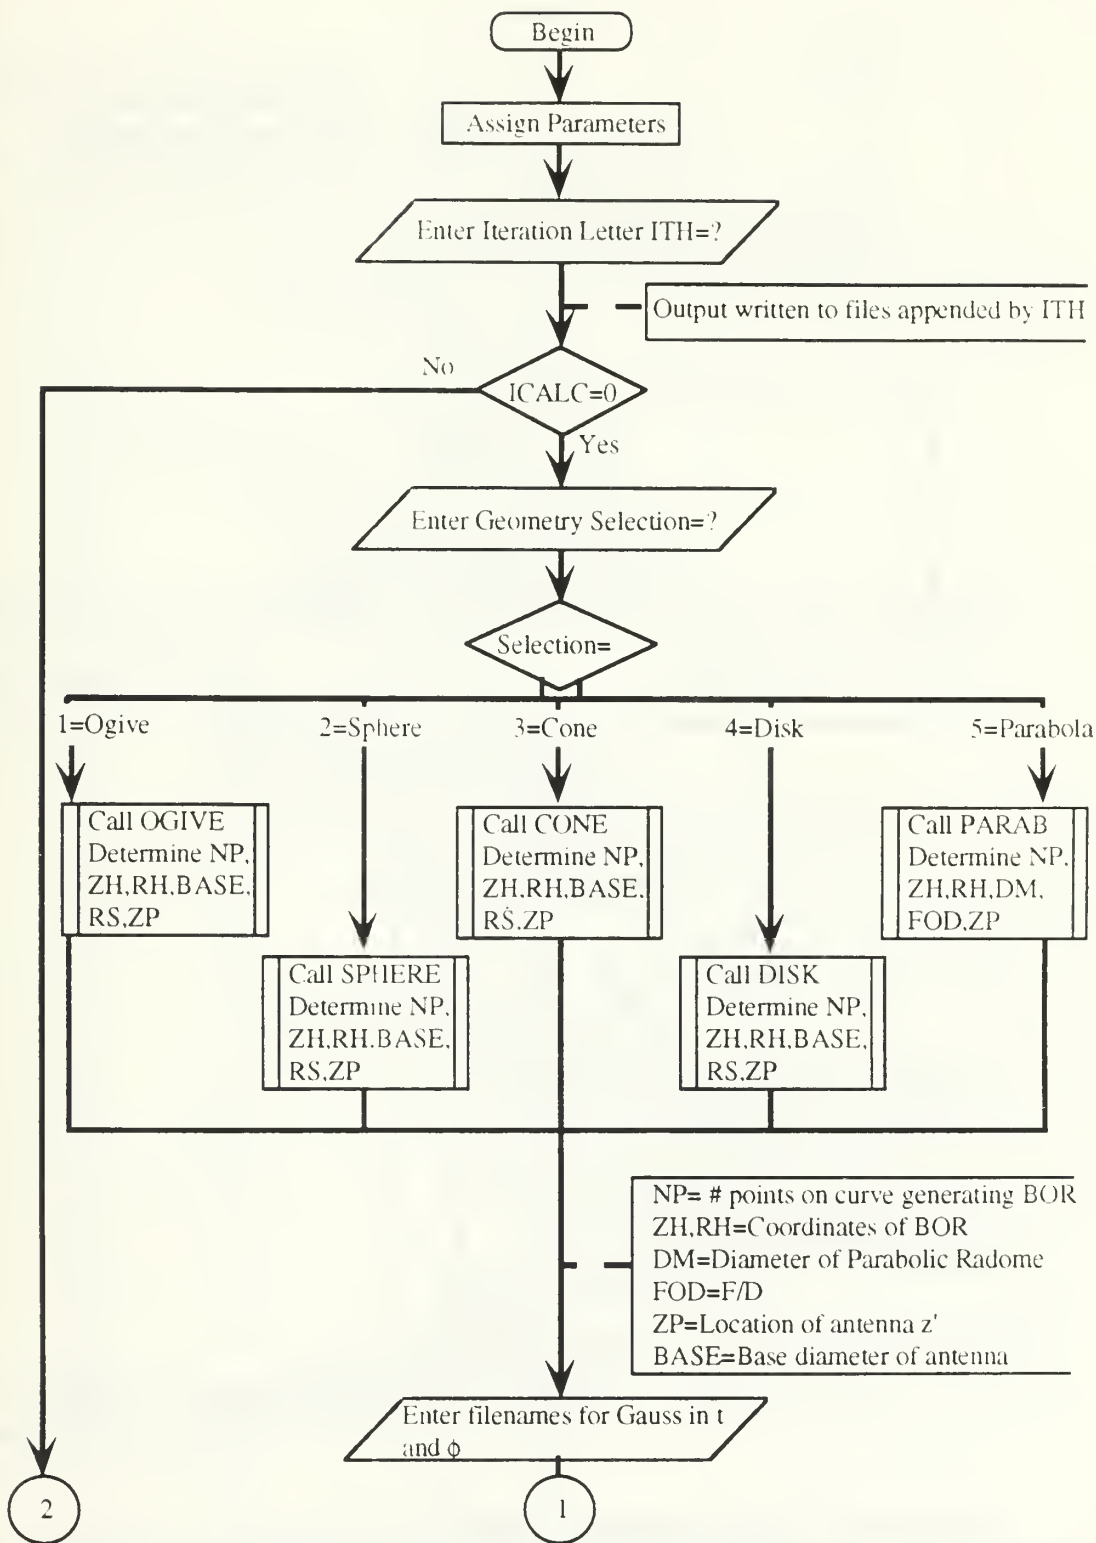 Begin
Assign Parameters
Enter Iteration Letter ITH=?
Output written to files appended by ITH
No
ICALC=0
Yes
Enter Geometry Selection=?
Selection=
1=Ogive
2=Sphere
3=Cone
4=Disk
5=Parabola
Call OGIVE
Determine NP,
ZH,RH,BASE,
RS,ZP
Call CONE
Determine NP,
ZH,RH,BASE,
RS,ZP
Call PARAB
Determine NP,
ZH,RH,DM,
FOD,ZP
Call SPHERE
Determine NP,
ZH,RH,BASE,
RS,ZP
Call DISK
Determine NP,
ZH,RH,BASE,
RS,ZP
NP= # points on curve generating BOR
ZH,RH=Coordinates of BOR
DM=Diameter of Parabolic Radome
FOD=F/D
ZP=Location of antenna z'
BASE=Base diameter of antenna
Enter filenames for Gauss in t
and ϕ
2
1